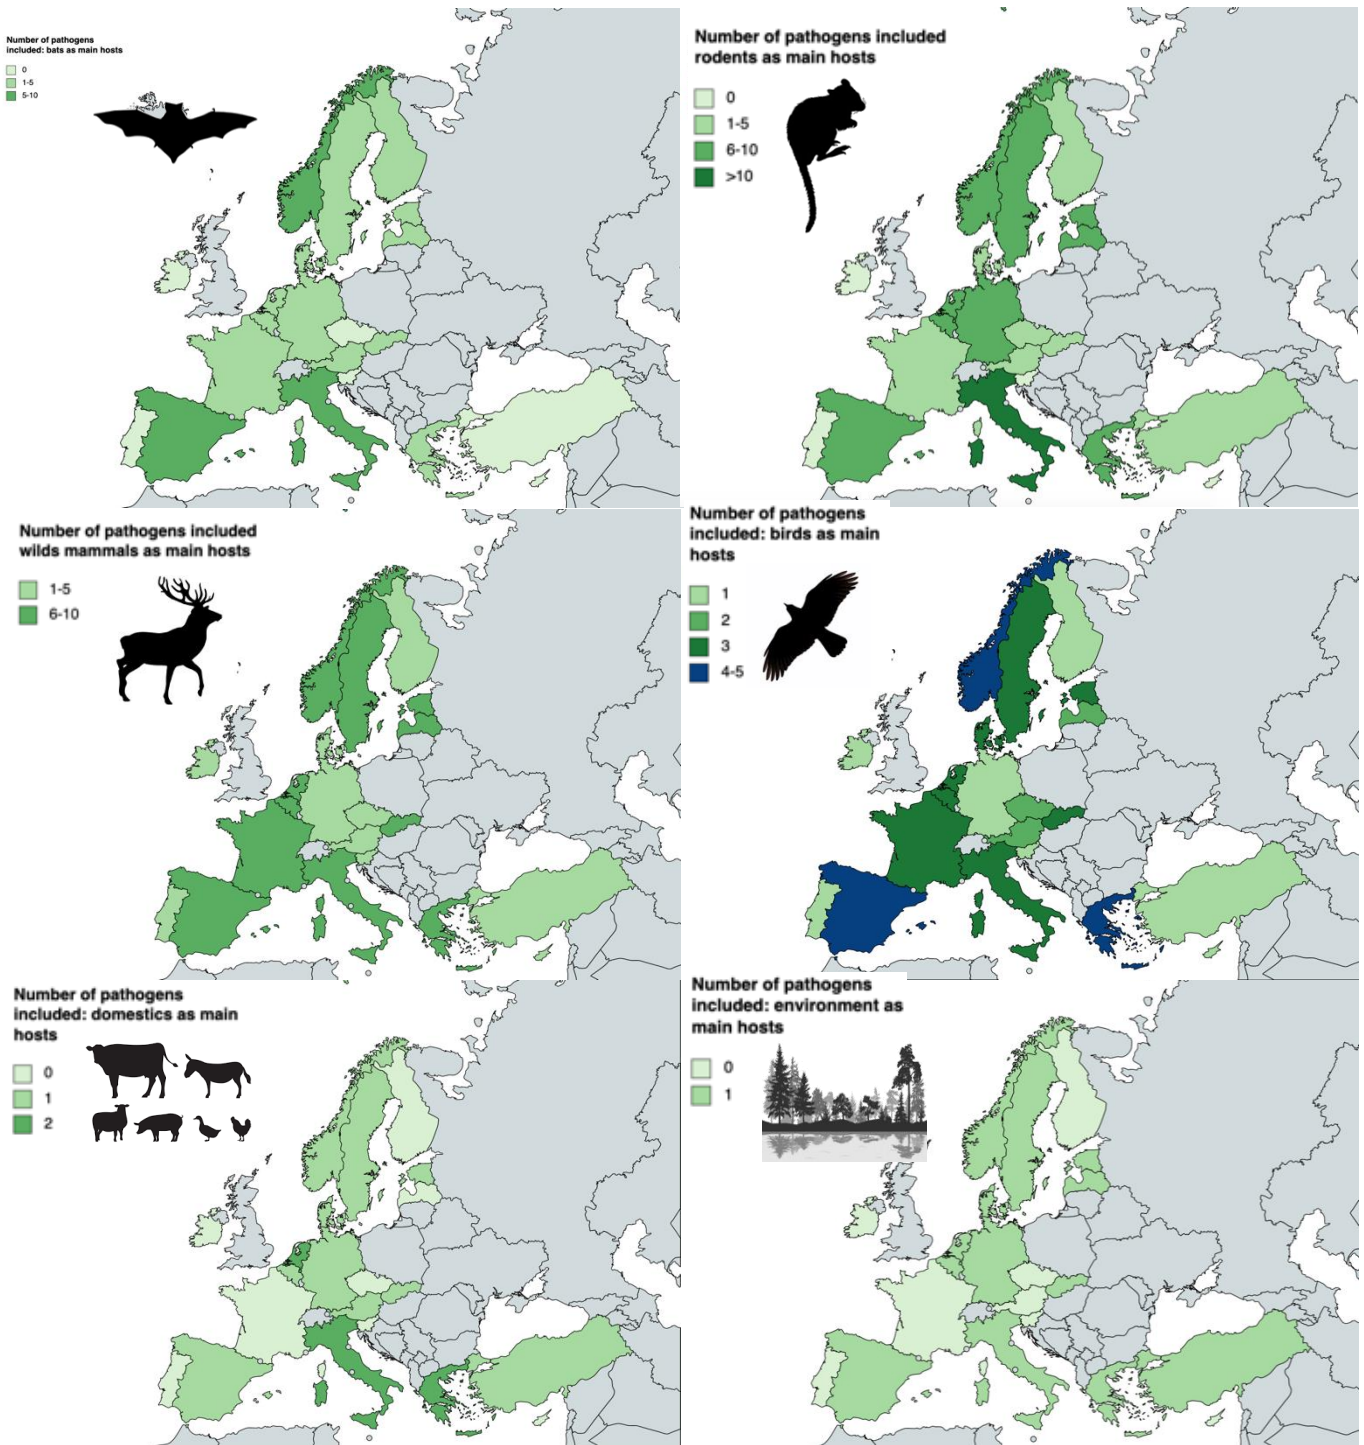 Number of pathogens
included: bats as main hosts
0
1-5
5-10
Number of pathogens included
rodents as main hosts
0
1-5
6-10
>10
Number of pathogens included
wilds mammals as main hosts
1-5
6-10
Number of pathogens
included: birds as main
hosts
1
2
3
4-5
Number of pathogens
included: domestics as main
hosts
0
1
2
Number of pathogens
included: environment as
main hosts
0
1